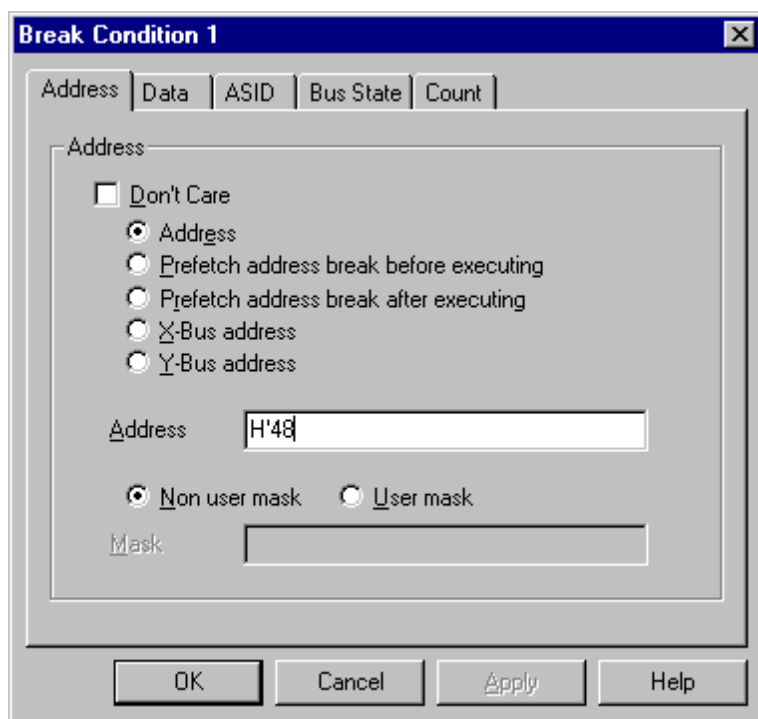 Break Condition 1
Address Data ASID Bus State Count
Address
Don't Care
Address
Prefetch address break before executing
Prefetch address break after executing
X-Bus address
Y-Bus address
Address H'48
Non user mask User mask
Mask
OK Cancel Apply Help